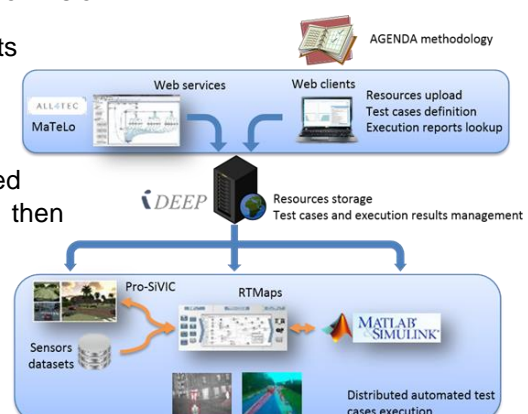 ts
ed
then
AGENDA methodology
Web services
Web clients
ALL4TEC
MaTeLo
Resources upload
Test cases definition
Execution reports lookup
iDEEP
Resources storage
Test cases and execution results management
Pro-SiVIC
RTMaps
Sensors
datasets
MATLAB
SIMULINK
Distributed automated test
cases execution